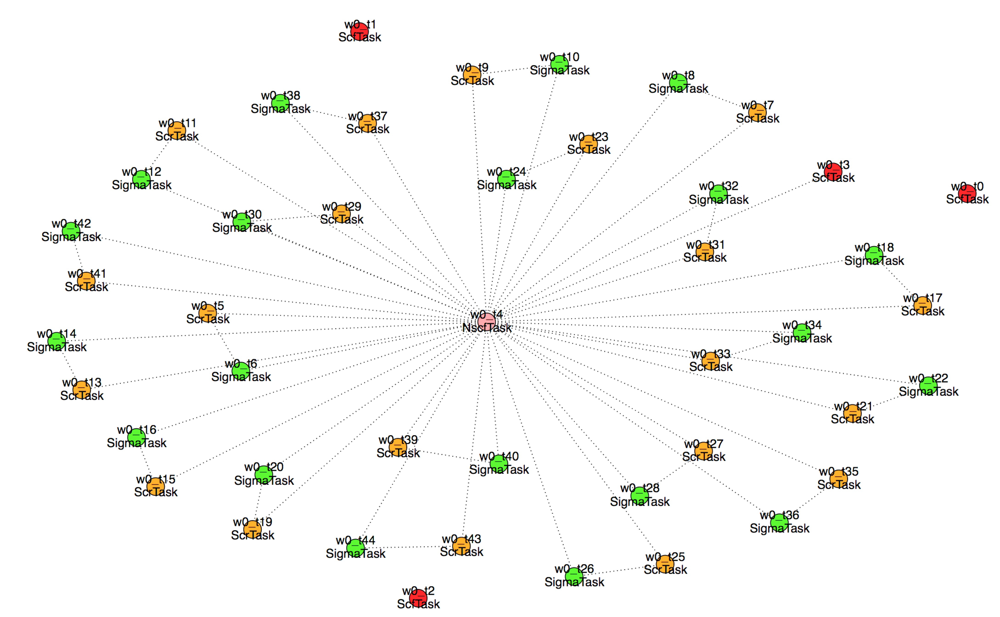 w0_t1
ScfTask
w0_t10
SigmaTask
w0_t9
ScrTask
w0_t8
SigmaTask
w0_t38
SigmaTask
w0_t7
ScrTask
w0_t37
ScrTask
w0_t11
ScrTask
w0_t23
ScrTask
w0_t3
ScfTask
w0_t12
SigmaTask
w0_t24
SigmaTask
w0_t32
SigmaTask
w0_t0
ScfTask
w0_t29
ScrTask
w0_t30
SigmaTask
w0_t42
SigmaTask
w0_t31
ScrTask
w0_t18
SigmaTask
w0_t41
ScrTask
w0_t17
ScrTask
w0_t5
ScrTask
w0_t4
NscfTask
w0_t34
SigmaTask
w0_t14
SigmaTask
w0_t33
ScrTask
w0_t6
SigmaTask
w0_t22
SigmaTask
w0_t13
ScrTask
w0_t21
ScrTask
w0_t16
SigmaTask
w0_t39
ScrTask
w0_t27
ScrTask
w0_t40
SigmaTask
w0_t20
SigmaTask
w0_t35
ScrTask
w0_t15
ScrTask
w0_t28
SigmaTask
w0_t36
SigmaTask
w0_t19
ScrTask
w0_t43
ScrTask
w0_t44
SigmaTask
w0_t25
ScrTask
w0_t26
SigmaTask
w0_t2
ScfTask